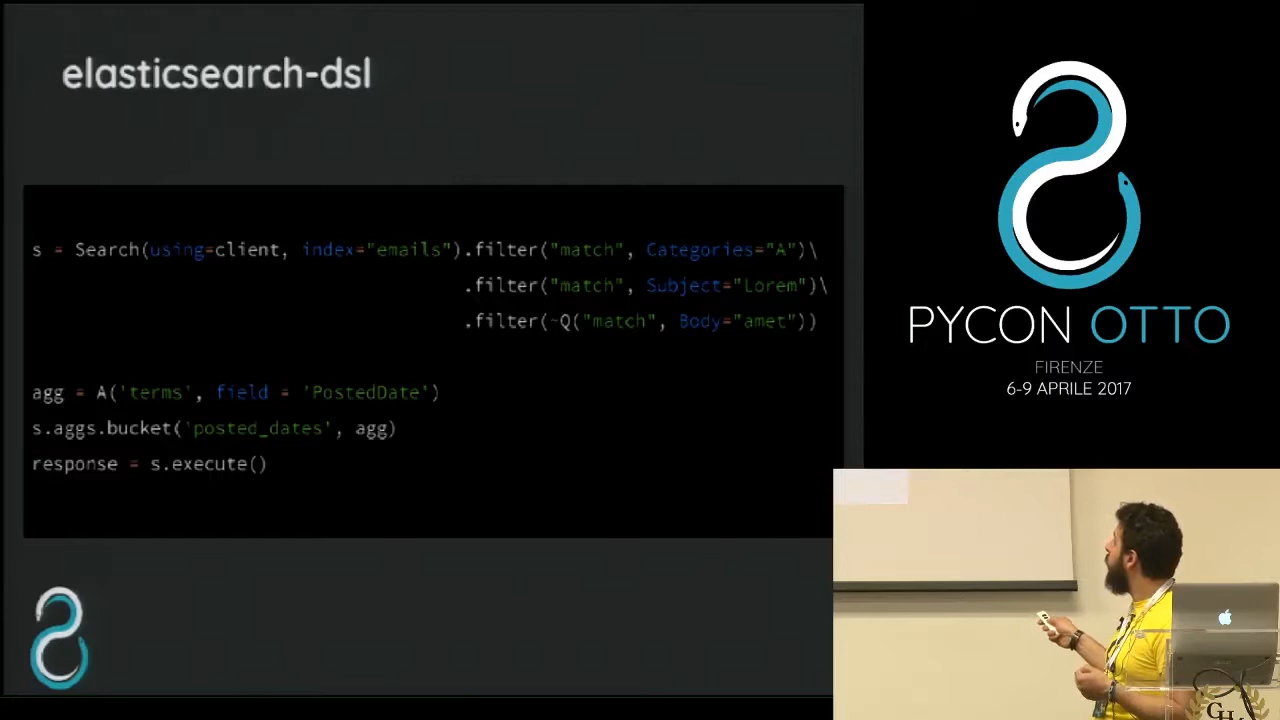 elasticsearch-dsl
s = Search(using=client, index="emails").filter("match", Categories="A")\
.filter("match", Subject="Lorem")\
.filter(~Q("match", Body="amet"))
agg = A('terms', field = 'PostedDate')
s.aggs.bucket('posted_dates', agg)
response = s.execute()
PYCON OTTO
FIRENZE
6-9 APRILE 2017
GH